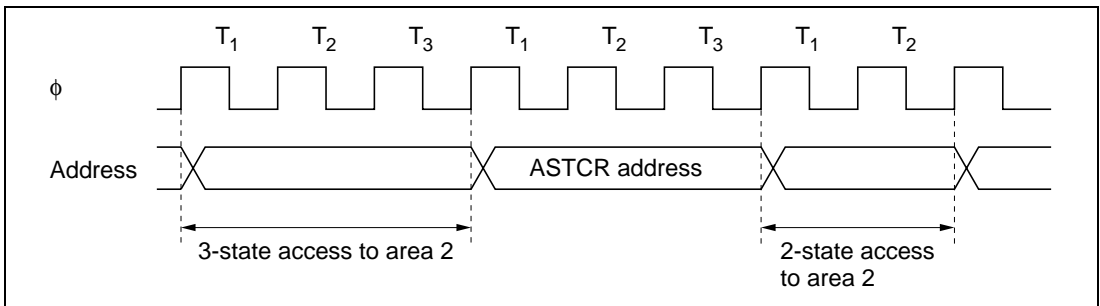 T1 T2 T3 T1 T2 T3 T1 T2
ϕ
Address ASTCR address
3-state access to area 2
2-state access
to area 2